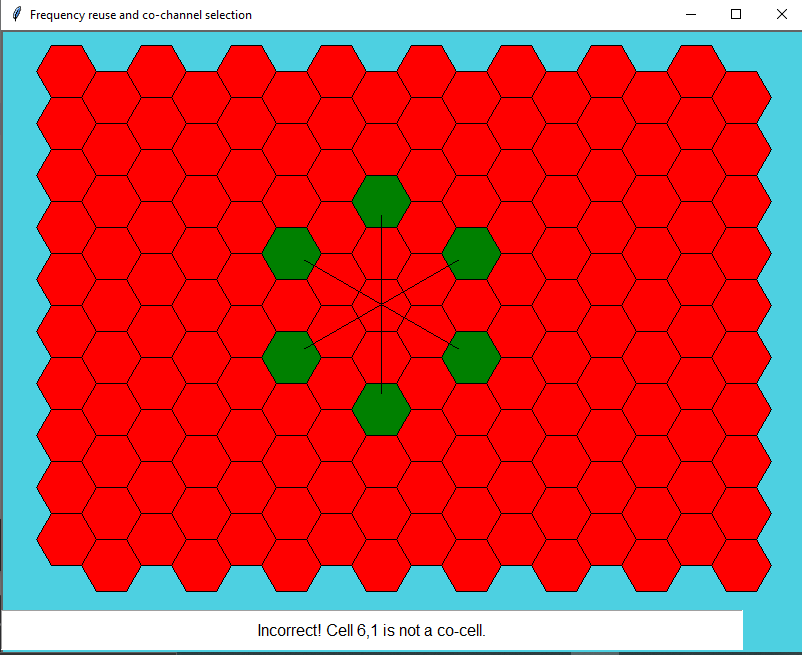 Frequency reuse and co-channel selection
Incorrect! Cell 6,1 is not a co-cell.